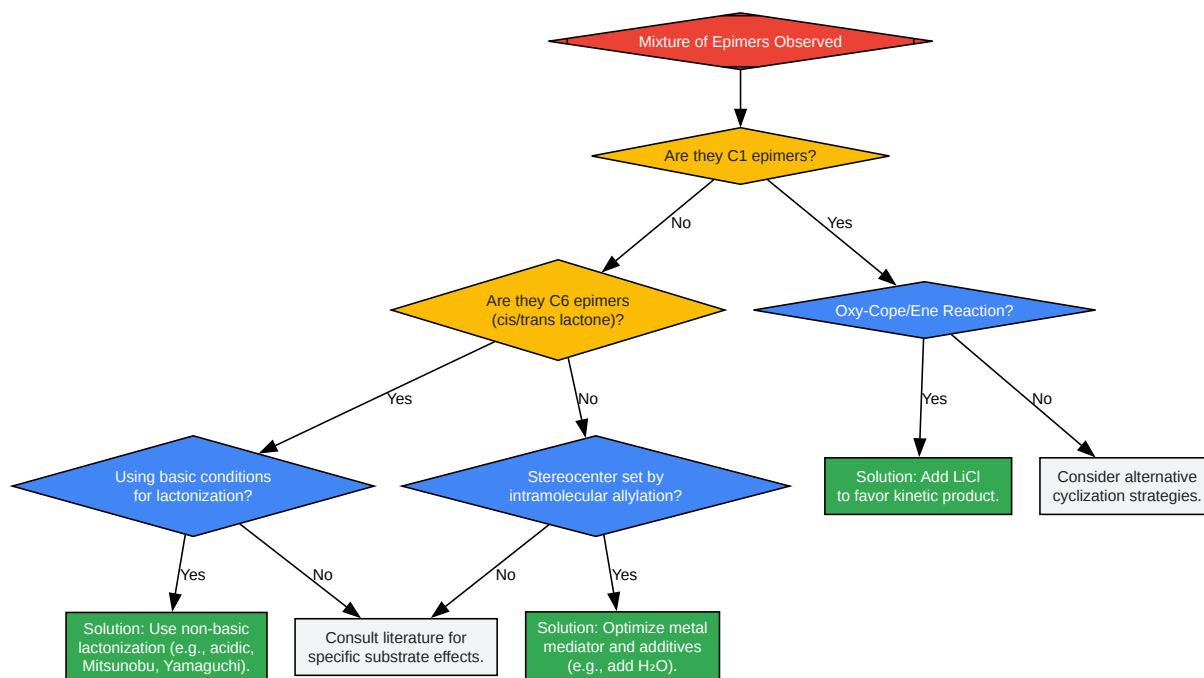 Mixture of Epimers Observed
Are they C1 epimers?
No
Yes
Are they C6 epimers
(cis/trans lactone)?
Oxy-Cope/Ene Reaction?
Yes
No
Yes
No
Using basic conditions
for lactonization?
Stereocenter set by
intramolecular allylation?
Solution: Add LiCl
to favor kinetic product.
Consider alternative
cyclization strategies.
Yes
No
No
Yes
Solution: Use non-basic
lactonization (e.g., acidic,
Mitsunobu, Yamaguchi).
Consult literature for
specific substrate effects.
Solution: Optimize metal
mediator and additives
(e.g., add H₂O).